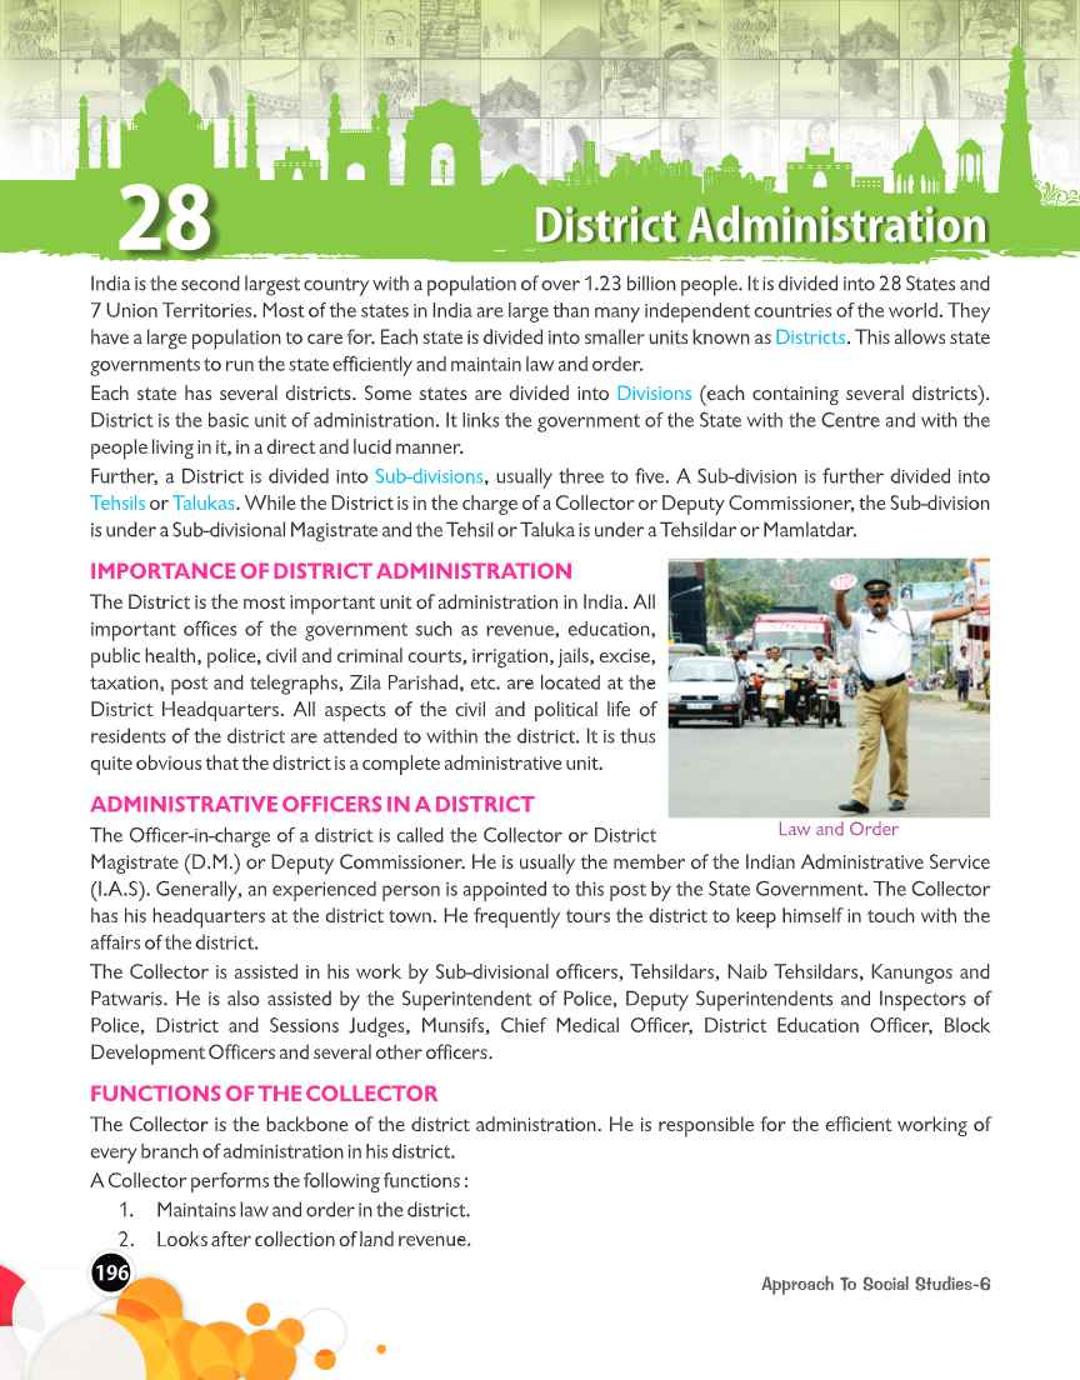 28
District Administration
India is the second largest country with a population of over 1.23 billion people. It is divided into 28 States and
7 Union Territories. Most of the states in India are large than many independent countries of the world. They
have a large population to care for. Each state is divided into smaller units known as Districts. This allows state
governments to run the state efficiently and maintain law and order.
Each state has several districts. Some states are divided into Divisions (each containing several districts).
District is the basic unit of administration. It links the government of the State with the Centre and with the
people living in it, in a direct and lucid manner.
Further, a District is divided into Sub-divisions, usually three to five. A Sub-division is further divided into
Tehsils or Talukas. While the District is in the charge of a Collector or Deputy Commissioner, the Sub-division
is under a Sub-divisional Magistrate and the Tehsil or Taluka is under a Tehsildar or Mamlatdar.
IMPORTANCE OF DISTRICT ADMINISTRATION
The District is the most important unit of administration in India. All
important offices of the government such as revenue, education,
public health, police, civil and criminal courts, irrigation, jails, excise,
taxation, post and telegraphs, Zila Parishad, etc. are located at the
District Headquarters. All aspects of the civil and political life of
residents of the district are attended to within the district. It is thus
quite obvious that the district is a complete administrative unit.
Law and Order
ADMINISTRATIVE OFFICERS IN A DISTRICT
The Officer-in-charge of a district is called the Collector or District
Magistrate (D.M.) or Deputy Commissioner. He is usually the member of the Indian Administrative Service
(I.A.S). Generally, an experienced person is appointed to this post by the State Government. The Collector
has his headquarters at the district town. He frequently tours the district to keep himself in touch with the
affairs of the district.
The Collector is assisted in his work by Sub-divisional officers, Tehsildars, Naib Tehsildars, Kanungos and
Patwaris. He is also assisted by the Superintendent of Police, Deputy Superintendents and Inspectors of
Police, District and Sessions Judges, Munsifs, Chief Medical Officer, District Education Officer, Block
Development Officers and several other officers.
FUNCTIONS OF THE COLLECTOR
The Collector is the backbone of the district administration. He is responsible for the efficient working of
every branch of administration in his district.
A Collector performs the following functions :
1. Maintains law and order in the district.
2. Looks after collection of land revenue.
196
Approach To Social Studies-6